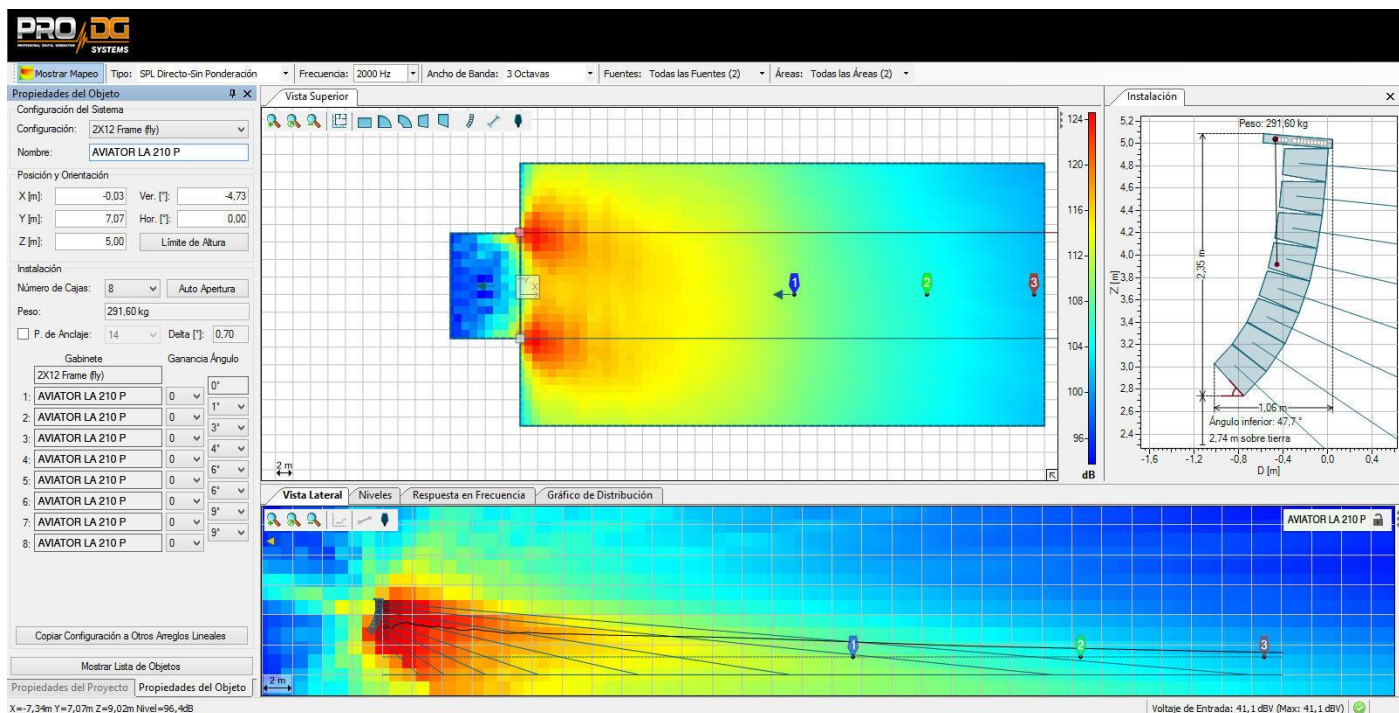 PRO DG
PROFESSIONAL DIGITAL GENERATION
SYSTEMS
Mostrar Mapeo Tipo: SPL Directo-Sin Ponderación Frecuencia: 2000 Hz Ancho de Banda: 3 Octavas Fuentes: Todas las Fuentes (2) Áreas: Todas las Áreas (2)
Propiedades del Objeto
Configuración del Sistema
Configuración: 2X12 Frame (fly)
Nombre: AVIATOR LA 210 P
Posición y Orientación
X [m]: -0,03 Ver. [°]: -4,73
Y [m]: 7,07 Hor. [°]: 0,00
Z [m]: 5,00 Límite de Altura
Instalación
Número de Cajas: 8 Auto Apertura
Peso: 291,60 kg
P. de Anclaje: 14 Delta [°]: 0,70
Gabinete Ganancia Ángulo
2X12 Frame (fly)
0°
1: AVIATOR LA 210 P 0
1°
2: AVIATOR LA 210 P 0
3°
3: AVIATOR LA 210 P 0
4°
4: AVIATOR LA 210 P 0
6°
5: AVIATOR LA 210 P 0
6°
6: AVIATOR LA 210 P 0
9°
7: AVIATOR LA 210 P 0
9°
8: AVIATOR LA 210 P 0
Copiar Configuración a Otros Arreglos Lineales
Mostrar Lista de Objetos
Propiedades del Proyecto Propiedades del Objeto
Vista Superior
Y
X
1
2
3
2 m
124
120
116
112
108
104
100
96
dB
Instalación
Peso: 291,60 kg
5,2
5,0
4,8
4,6
4,4
4,2
4,0
3,8
3,6
3,4
3,2
3,0
2,8
2,6
2,4
Z [m]
2,35 m
1,06 m
Ángulo inferior: 47,7 °
2,74 m sobre tierra
-1,6 -1,2 -0,8 -0,4 0,0 0,4
D [m]
Vista Lateral Niveles Respuesta en Frecuencia Gráfico de Distribución
AVIATOR LA 210 P
1
2
3
2 m
X=-7,34m Y=7,07m Z=9,02m Nivel=96,4dB
Voltaje de Entrada: 41,1 dBV (Max: 41,1 dBV)